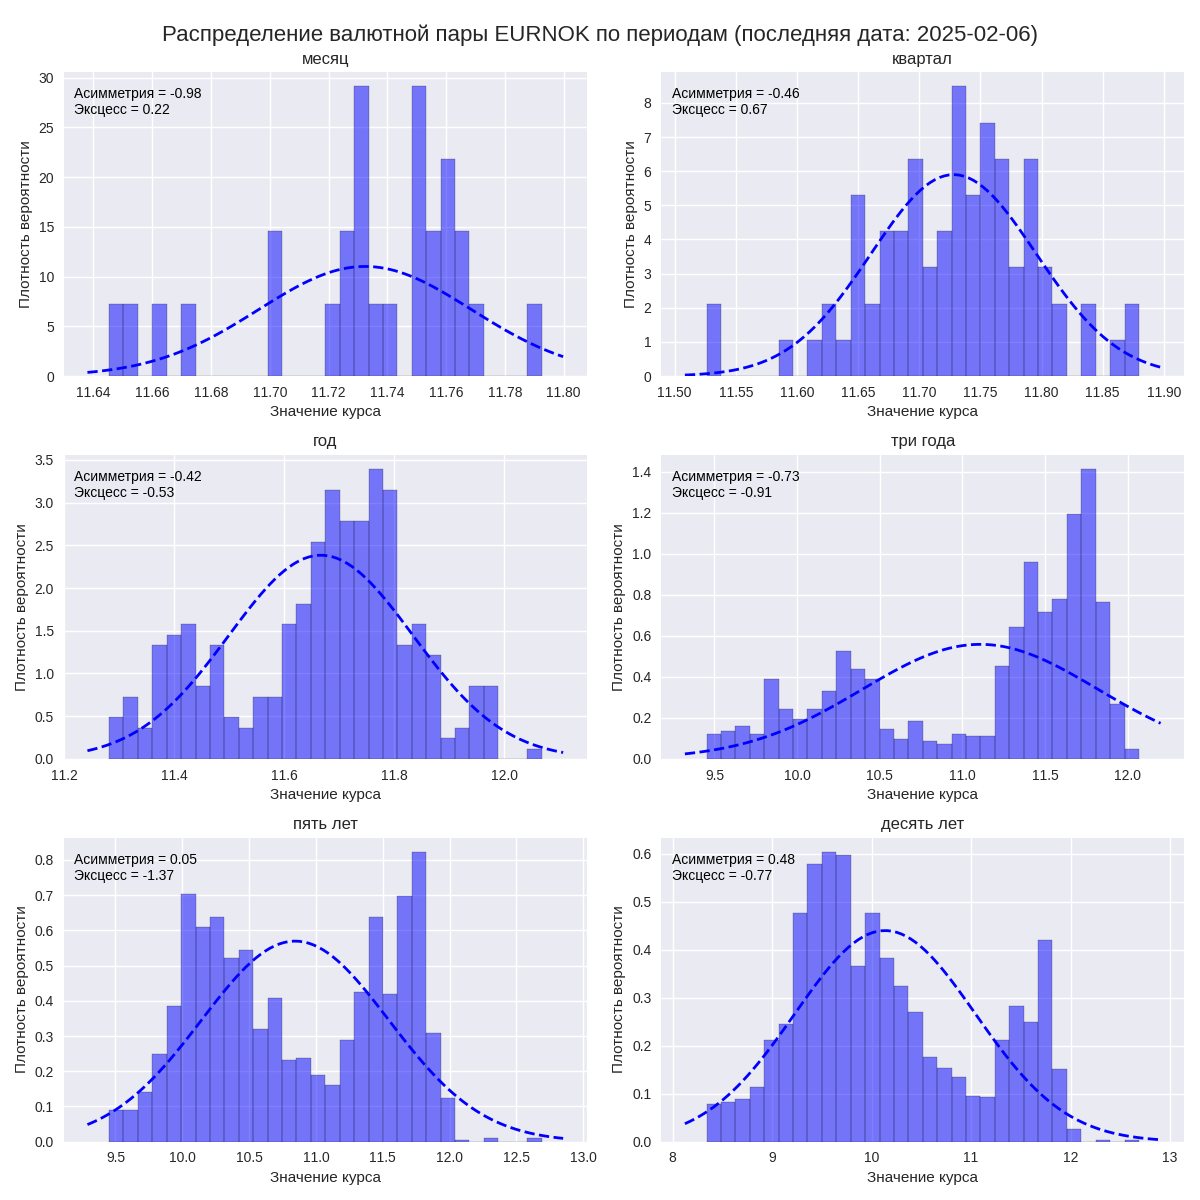 Распределение валютной пары EURNOK по периодам (последняя дата: 2025-02-06)
месяц
Асимметрия = -0.98
Эксцесс = 0.22
Плотность вероятности
30
25
20
15
10
5
0
11.64 11.66 11.68 11.70 11.72 11.74 11.76 11.78 11.80
Значение курса
квартал
Асимметрия = -0.46
Эксцесс = 0.67
Плотность вероятности
8
7
6
5
4
3
2
1
0
11.50 11.55 11.60 11.65 11.70 11.75 11.80 11.85 11.90
Значение курса
год
Асимметрия = -0.42
Эксцесс = -0.53
Плотность вероятности
3.5
3.0
2.5
2.0
1.5
1.0
0.5
0.0
11.2 11.4 11.6 11.8 12.0
Значение курса
три года
Асимметрия = -0.73
Эксцесс = -0.91
Плотность вероятности
1.4
1.2
1.0
0.8
0.6
0.4
0.2
0.0
9.5 10.0 10.5 11.0 11.5 12.0
Значение курса
пять лет
Асимметрия = 0.05
Эксцесс = -1.37
Плотность вероятности
0.8
0.7
0.6
0.5
0.4
0.3
0.2
0.1
0.0
9.5 10.0 10.5 11.0 11.5 12.0 12.5 13.0
Значение курса
десять лет
Асимметрия = 0.48
Эксцесс = -0.77
Плотность вероятности
0.6
0.5
0.4
0.3
0.2
0.1
0.0
8 9 10 11 12 13
Значение курса